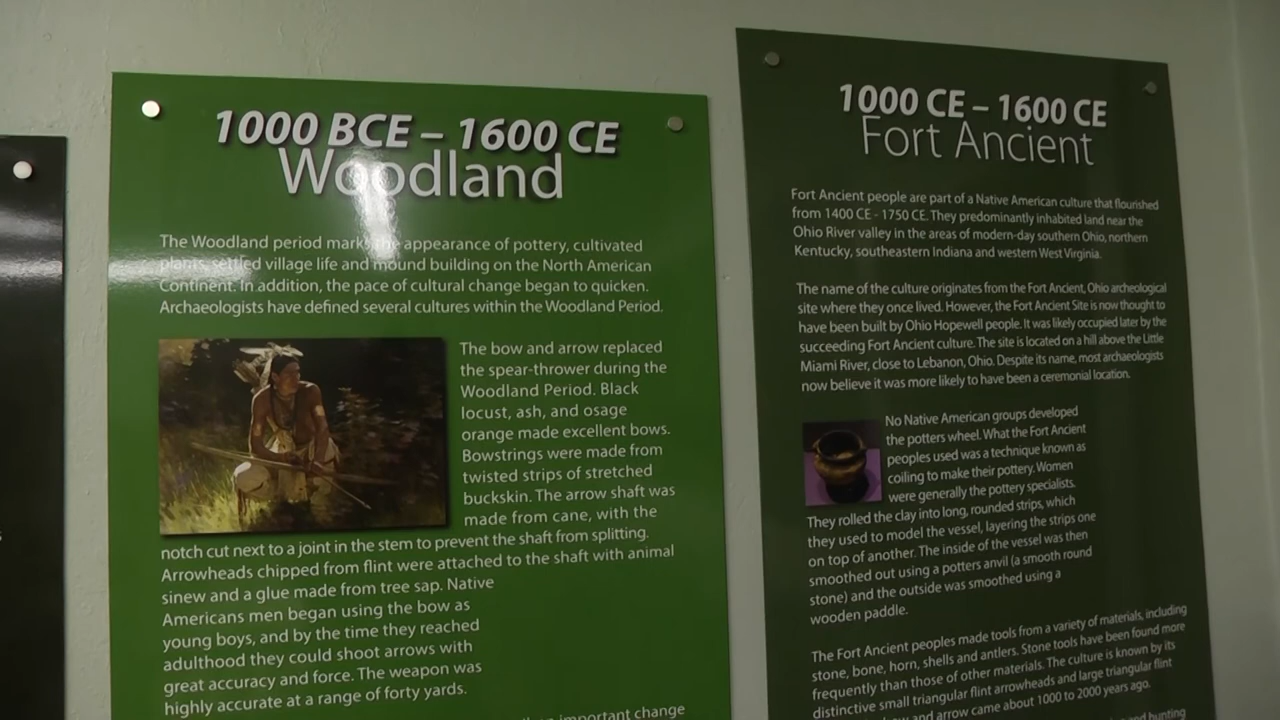 1000 BCE – 1600 CE
Woodland
The Woodland period marks the appearance of pottery, cultivated
plants, settled village life and mound building on the North American
Continent. In addition, the pace of cultural change began to quicken.
Archaeologists have defined several cultures within the Woodland Period.
The bow and arrow replaced
the spear-thrower during the
Woodland Period. Black
locust, ash, and osage
orange made excellent bows.
Bowstrings were made from
twisted strips of stretched
buckskin. The arrow shaft was
made from cane, with the
notch cut next to a joint in the stem to prevent the shaft from splitting.
Arrowheads chipped from flint were attached to the shaft with animal
sinew and a glue made from tree sap. Native
Americans men began using the bow as
young boys, and by the time they reached
adulthood they could shoot arrows with
great accuracy and force. The weapon was
highly accurate at a range of forty yards.
important change
1000 CE – 1600 CE
Fort Ancient
Fort Ancient people are part of a Native American culture that flourished
from 1400 CE - 1750 CE. They predominantly inhabited land near the
Ohio River valley in the areas of modern-day southern Ohio, northern
Kentucky, southeastern Indiana and western West Virginia.
The name of the culture originates from the Fort Ancient, Ohio archeological
site where they once lived. However, the Fort Ancient Site is now thought to
have been built by Ohio Hopewell people. It was likely occupied later by the
succeeding Fort Ancient culture. The site is located on a hill above the Little
Miami River, close to Lebanon, Ohio. Despite its name, most archaeologists
now believe it was more likely to have been a ceremonial location.
No Native American groups developed
the potters wheel. What the Fort Ancient
peoples used was a technique known as
coiling to make their pottery. Women
were generally the pottery specialists.
They rolled the clay into long, rounded strips, which
they used to model the vessel, layering the strips one
on top of another. The inside of the vessel was then
smoothed out using a potters anvil (a smooth round
stone) and the outside was smoothed using a
wooden paddle.
The Fort Ancient peoples made tools from a variety of materials, including
stone, bone, horn, shells and antlers. Stone tools have been found more
frequently than those of other materials. The culture is known by its
distinctive small triangular flint arrowheads and large triangular flint
and arrow came about 1000 to 2000 years ago.
and hunting